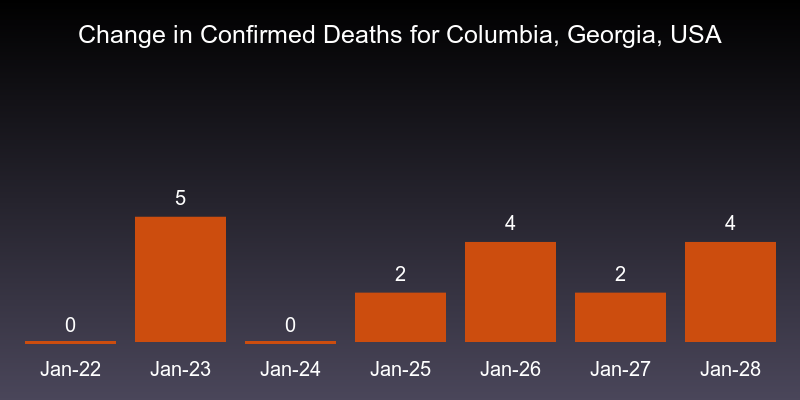 Change in Confirmed Deaths for Columbia, Georgia, USA
0
5
0
2
4
2
4
Jan-22
Jan-23
Jan-24
Jan-25
Jan-26
Jan-27
Jan-28